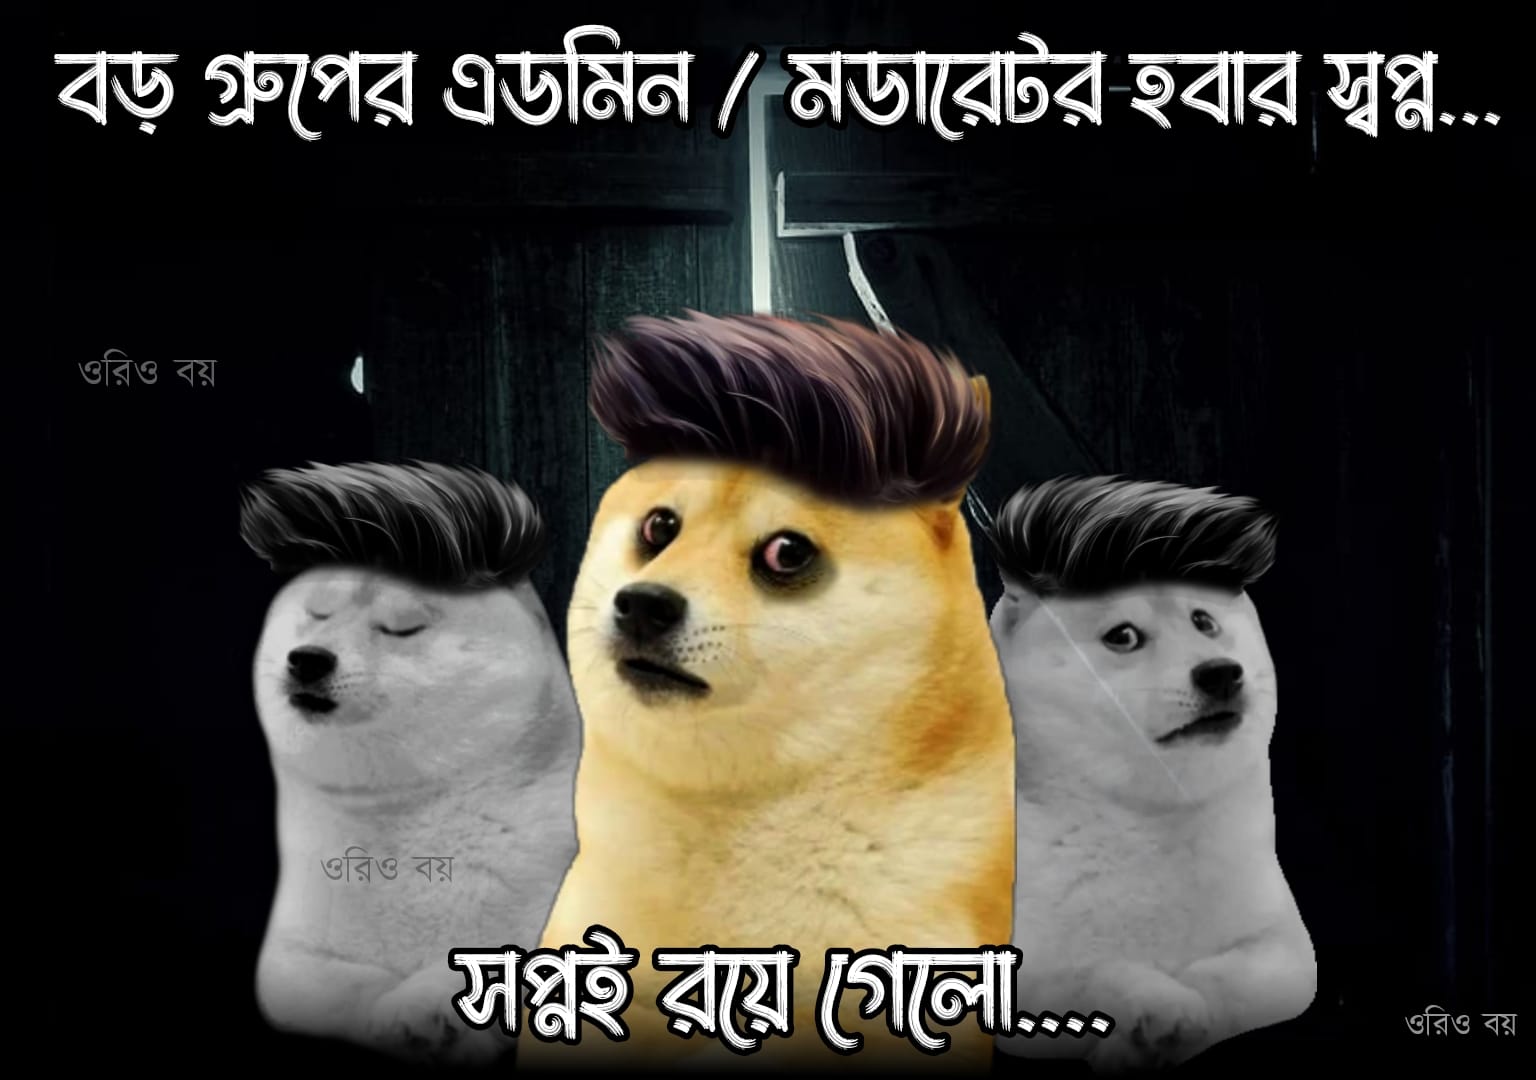 বড় গ্রুপের এডমিন / মডারেটর হবার স্বপ্ন...
ওরিও বয়
ওরিও বয়
সপ্নই রয়ে গেলো....
ওরিও বয়